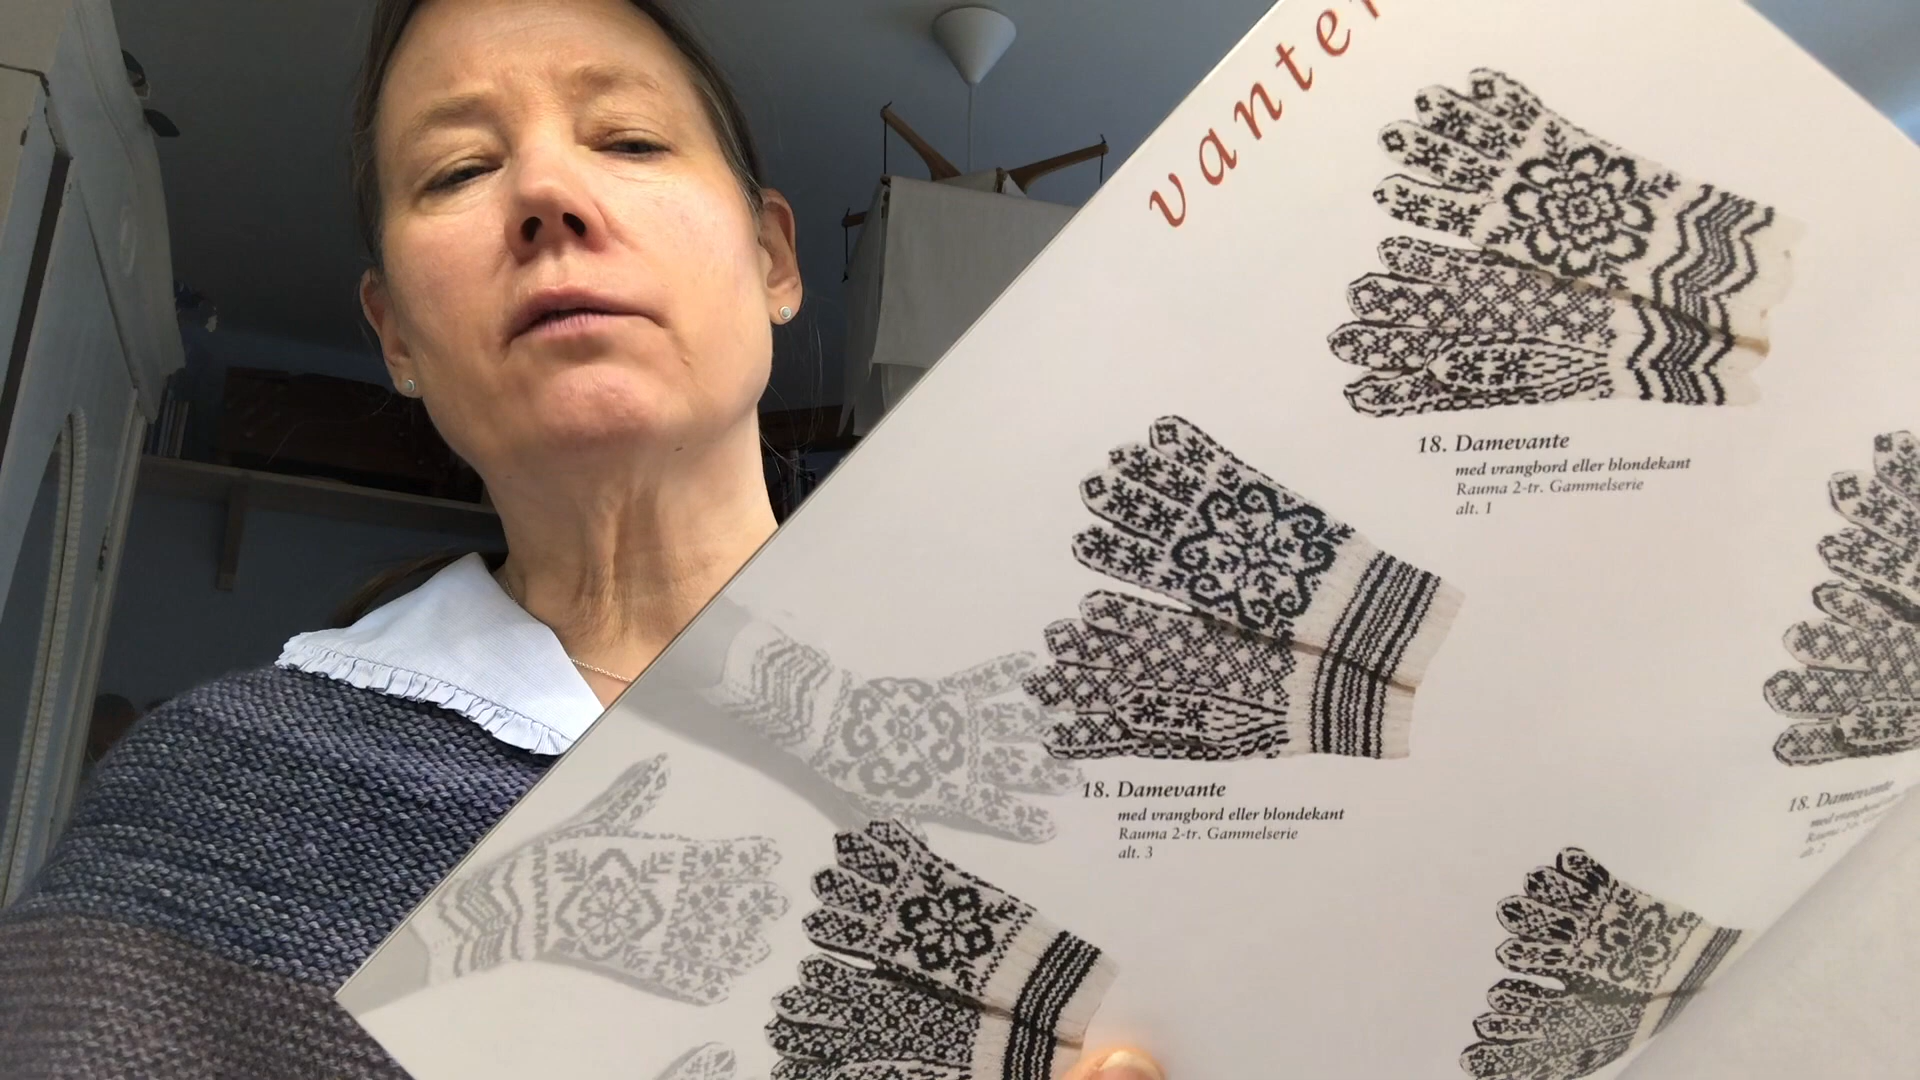 vanter
18. Damevante
med vrangbord eller blondekant
Rauma 2-tr. Gammelserie
alt. 1
18. Damevante
med vrangbord eller blondekant
Rauma 2-tr. Gammelserie
alt. 3
18. Damevante